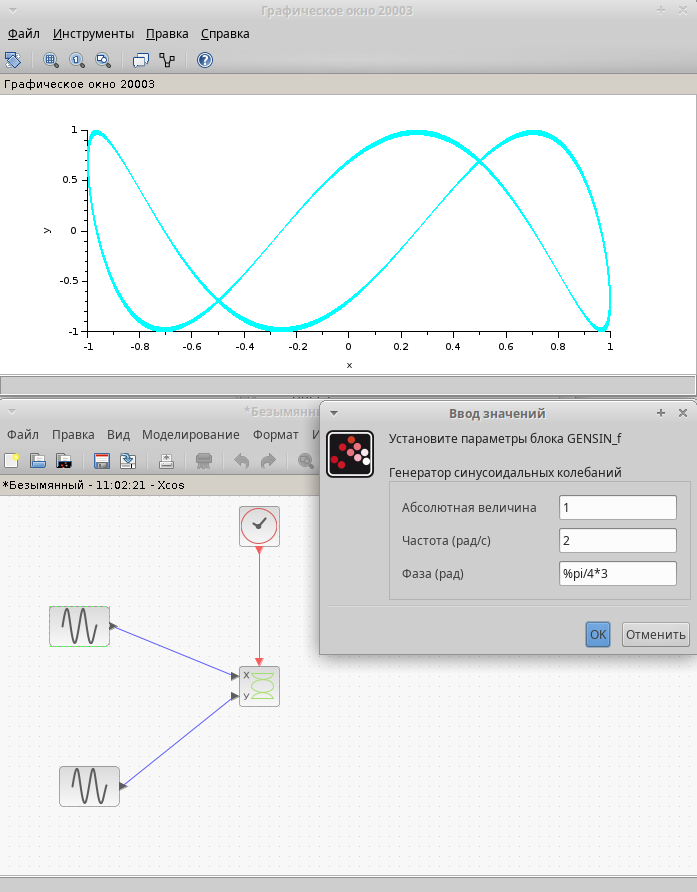 Графическое окно 20003
Файл Инструменты Правка Справка
Графическое окно 20003
1
0.5
0
-0.5
-1
y
-1 -0.8 -0.6 -0.4 -0.2 0 0.2 0.4 0.6 0.8 1
x
*Безымянн
Файл Правка Вид Моделирование Формат И
*Безымянный - 11:02:21 - Xcos
X
y
Ввод значений
Установите параметры блока GENSIN_f
Генератор синусоидальных колебаний
Абсолютная величина 1
Частота (рад/с) 2
Фаза (рад) %pi/4*3
OK Отменить